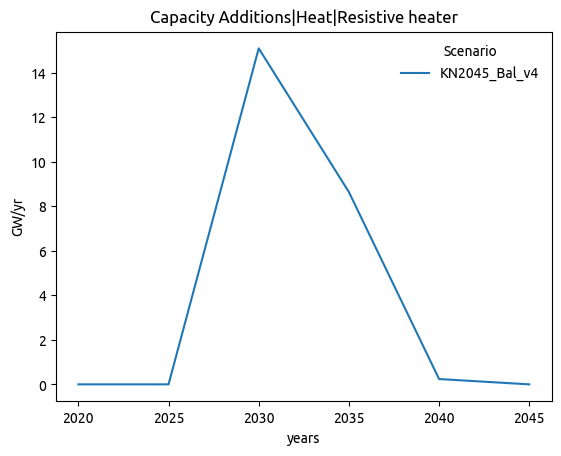 Capacity Additions|Heat|Resistive heater
Scenario
KN2045_Bal_v4
GW/yr
14
12
10
8
6
4
2
0
2020 2025 2030 2035 2040 2045
years